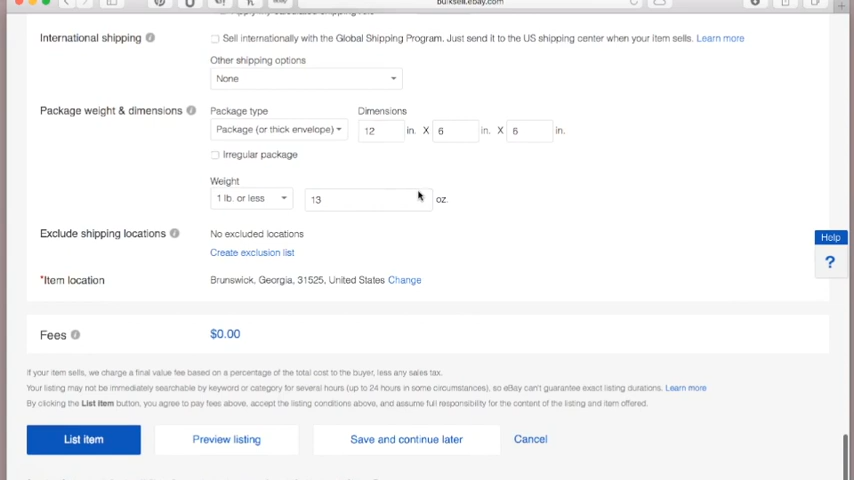 bulksell.ebay.com
International shipping
Sell internationally with the Global Shipping Program. Just send it to the US shipping center when your item sells. Learn more
Other shipping options
None
Package weight & dimensions
Package type
Dimensions
Package (or thick envelope)
12 in. X 6 in. X 6 in.
Irregular package
Weight
1 lb. or less
13 oz.
Exclude shipping locations
No excluded locations
Create exclusion list
Help
?
*Item location
Brunswick, Georgia, 31525, United States Change
Fees
$0.00
If your item sells, we charge a final value fee based on a percentage of the total cost to the buyer, less any sales tax.
Your listing may not be immediately searchable by keyword or category for several hours (up to 24 hours in some circumstances), so eBay can't guarantee exact listing durations. Learn more
By clicking the List item button, you agree to pay fees above, accept the listing conditions above, and assume full responsibility for the content of the listing and item offered.
List item
Preview listing
Save and continue later
Cancel